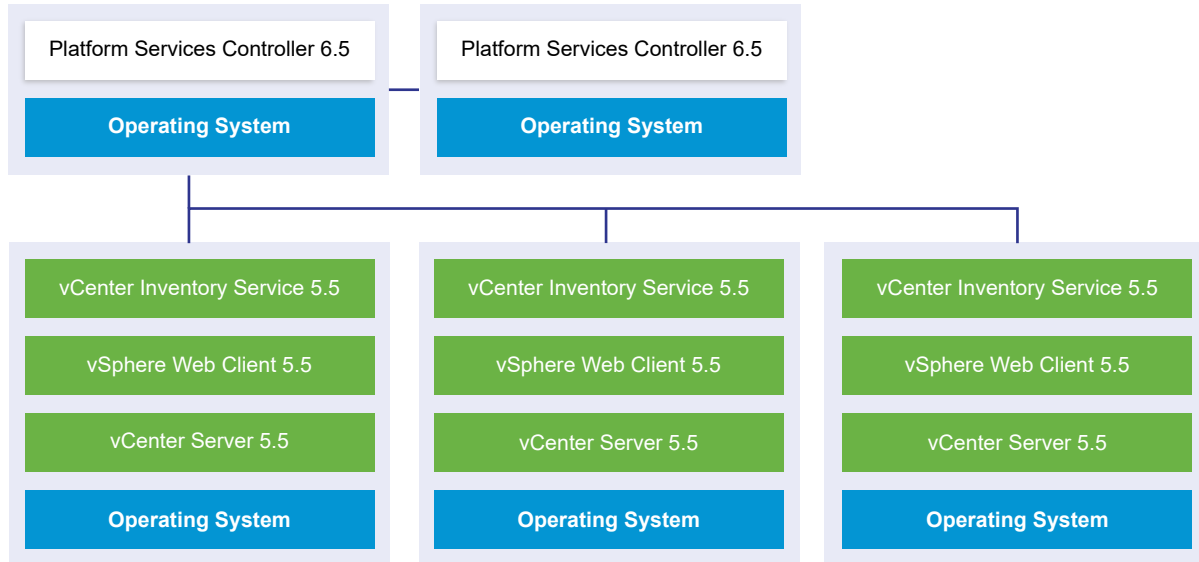 Platform Services Controller 6.5
Operating System
Platform Services Controller 6.5
Operating System
vCenter Inventory Service 5.5
vSphere Web Client 5.5
vCenter Server 5.5
Operating System
vCenter Inventory Service 5.5
vSphere Web Client 5.5
vCenter Server 5.5
Operating System
vCenter Inventory Service 5.5
vSphere Web Client 5.5
vCenter Server 5.5
Operating System